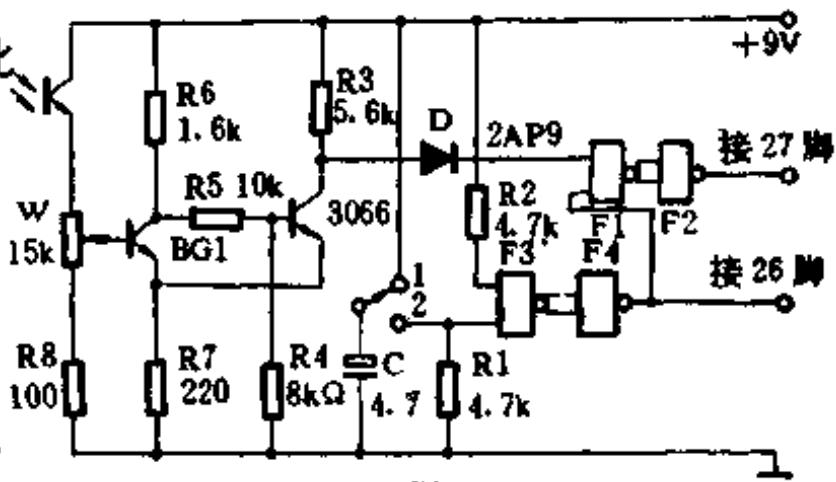 +9V
R6
1.6k
R3
5.6k
D
2AP9
接 27 脚
R5 10k
3066
R2
4.7k
F1
F2
W
15k
BG1
F3
F4
接 26 脚
1
2
R8
100
R7
220
R4
8kΩ
C
4.7
R1
4.7k